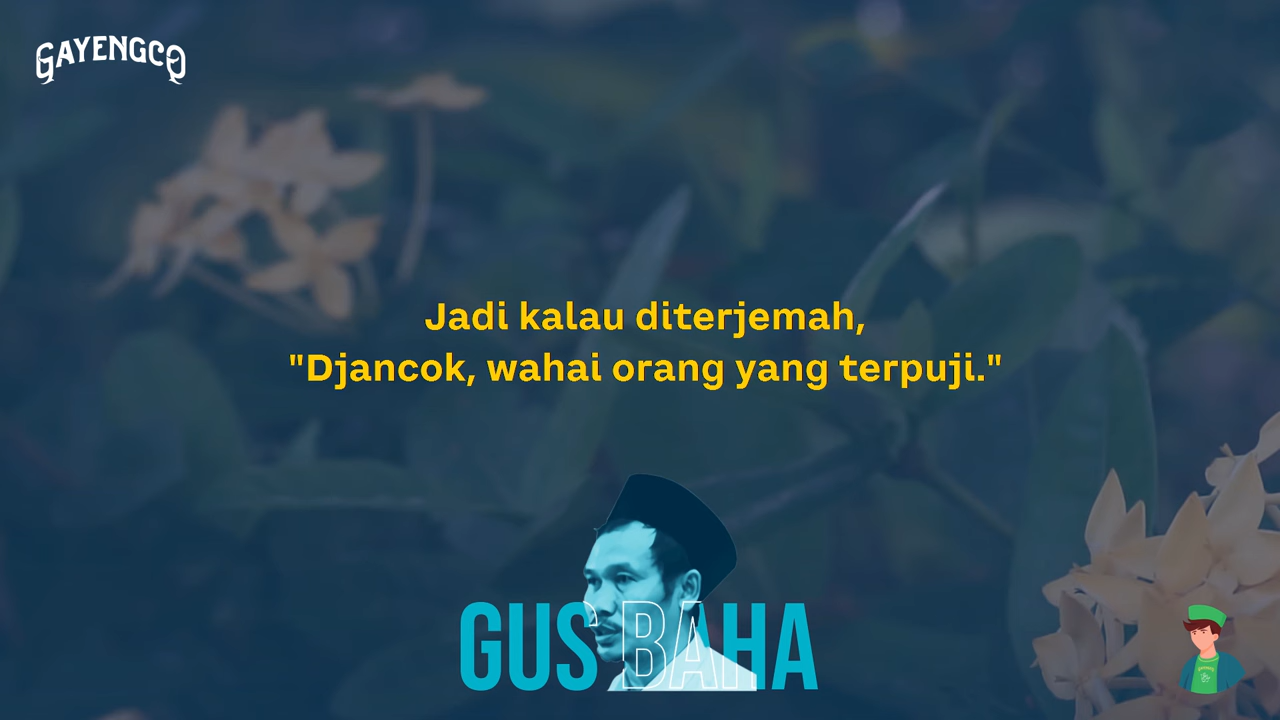 GAYENGCO
Jadi kalau diterjemah,
"Djancok, wahai orang yang terpuji."
GUS BAHA